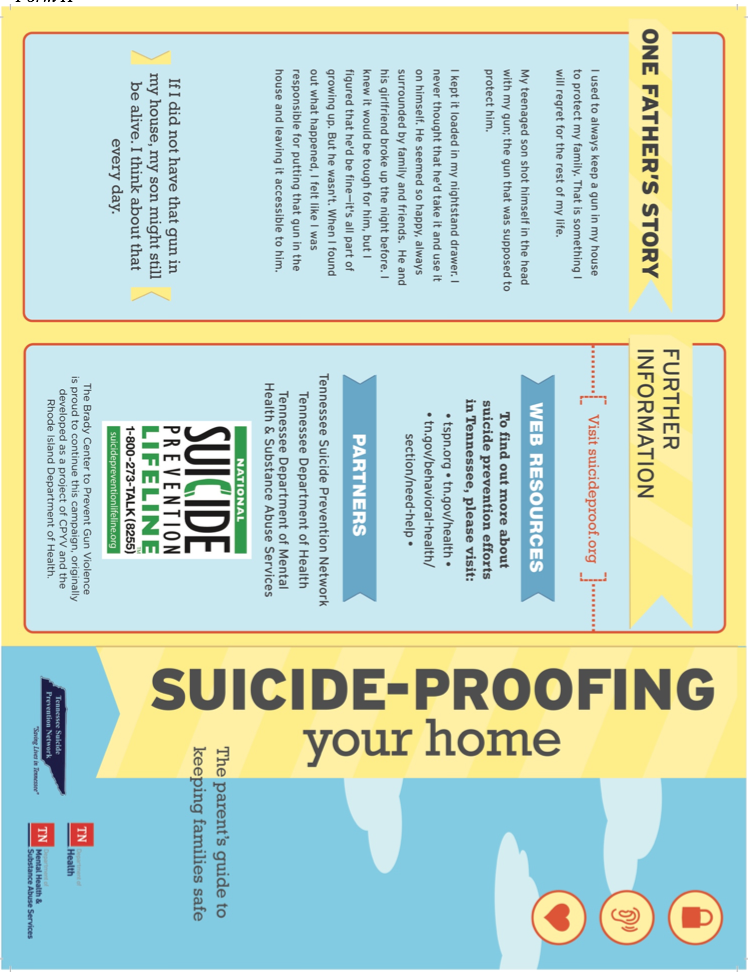 ONE FATHER'S STORY
I used to always keep a gun in my house
to protect my family. That is something I
will regret for the rest of my life.
My teenaged son shot himself in the head
with my gun; the gun that was supposed to
protect him.
I kept it loaded in my nightstand drawer. I
never thought that he'd take it and use it
on himself. He seemed so happy, always
surrounded by family and friends. He and
his girlfriend broke up the night before. I
knew it would be tough for him, but I
figured that he'd be fine—it's all part of
growing up. But he wasn't. When I found
out what happened, I felt like I was
responsible for putting that gun in the
house and leaving it accessible to him.
If I did not have that gun in
my house, my son might still
be alive. I think about that
every day.
FURTHER
INFORMATION
Visit suicideproof.org
WEB RESOURCES
To find out more about
suicide prevention efforts
in Tennessee, please visit:
• tspn.org • tn.gov/health •
• tn.gov/behavioral-health/
section/need-help •
PARTNERS
Tennessee Suicide Prevention Network
Tennessee Department of Health
Tennessee Department of Mental
Health & Substance Abuse Services
NATIONAL
SUICIDE
PREVENTION
LIFELINE
1-800-273-TALK (8255)
suicidepreventionlifeline.org
The Brady Center to Prevent Gun Violence
is proud to continue this campaign, originally
developed as a project of CPYV and the
Rhode Island Department of Health.
SUICIDE-PROOFING
your home
The parent's guide to
keeping families safe
Tennessee Suicide
Prevention Network
"Saving Lives in Tennessee"
TN
Department of
Health
TN
Department of
Mental Health &
Substance Abuse Services